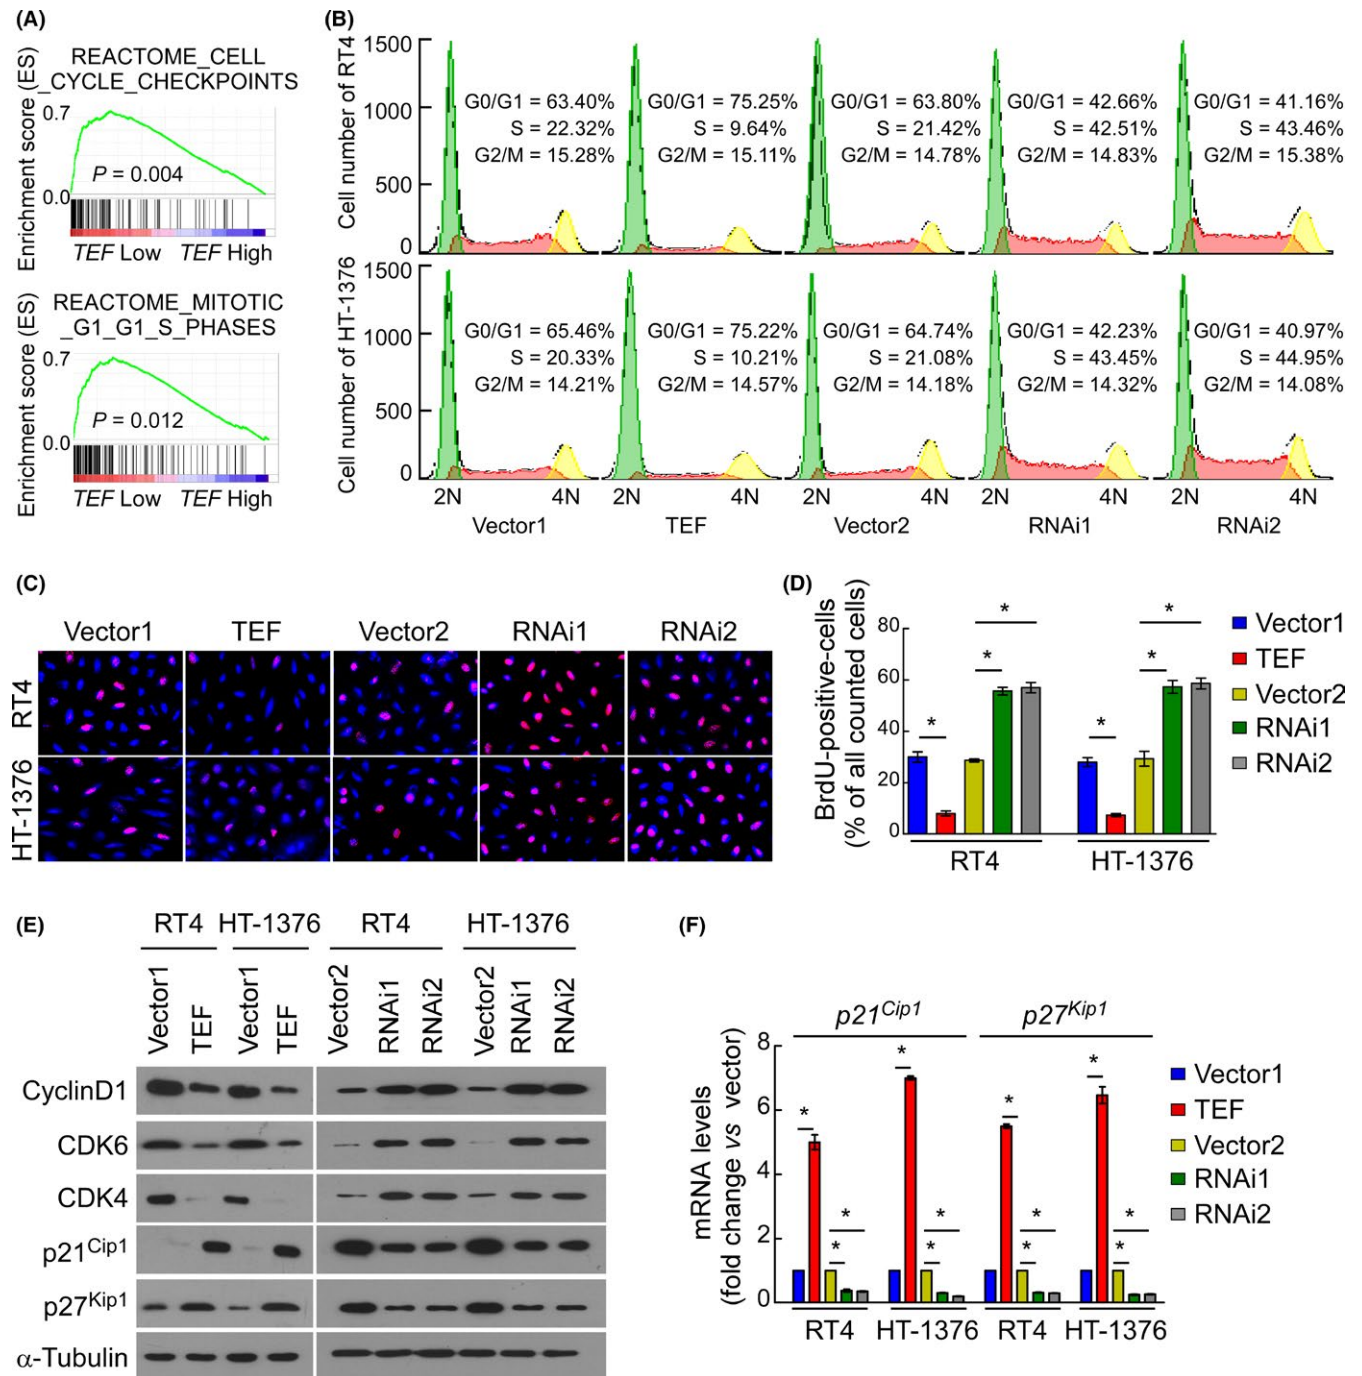 (A)
REACTOME_CELL
_CYCLE_CHECKPOINTS
Enrichment score (ES)
0.7
P = 0.004
0.0
TEF Low TEF High
REACTOME_MITOTIC
_G1_G1_S_PHASES
Enrichment score (ES)
0.7
P = 0.012
0.0
TEF Low TEF High
(B)
Cell number of RT4
1500
1000
500
0
G0/G1 = 63.40%
S = 22.32%
G2/M = 15.28%
G0/G1 = 75.25%
S = 9.64%
G2/M = 15.11%
G0/G1 = 63.80%
S = 21.42%
G2/M = 14.78%
G0/G1 = 42.66%
S = 42.51%
G2/M = 14.83%
G0/G1 = 41.16%
S = 43.46%
G2/M = 15.38%
Cell number of HT-1376
1500
1000
500
0
G0/G1 = 65.46%
S = 20.33%
G2/M = 14.21%
G0/G1 = 75.22%
S = 10.21%
G2/M = 14.57%
G0/G1 = 64.74%
S = 21.08%
G2/M = 14.18%
G0/G1 = 42.23%
S = 43.45%
G2/M = 14.32%
G0/G1 = 40.97%
S = 44.95%
G2/M = 14.08%
2N 4N 2N 4N 2N 4N 2N 4N 2N 4N
Vector1 TEF Vector2 RNAi1 RNAi2
(C)
Vector1 TEF Vector2 RNAi1 RNAi2
RT4
HT-1376
(D)
BrdU-positive-cells
(% of all counted cells)
80
60
40
20
0
* * *
* * *
RT4 HT-1376
Vector1
TEF
Vector2
RNAi1
RNAi2
(E)
RT4 HT-1376 RT4 HT-1376
Vector1 TEF Vector1 TEF Vector2 RNAi1 RNAi2 Vector2 RNAi1 RNAi2
CyclinD1
CDK6
CDK4
p21Cip1
p27Kip1
α-Tubulin
(F)
p21Cip1 p27Kip1
mRNA levels
(fold change vs vector)
8
6
4
2
0
* * *
* * *
* * *
* * *
RT4 HT-1376 RT4 HT-1376
Vector1
TEF
Vector2
RNAi1
RNAi2